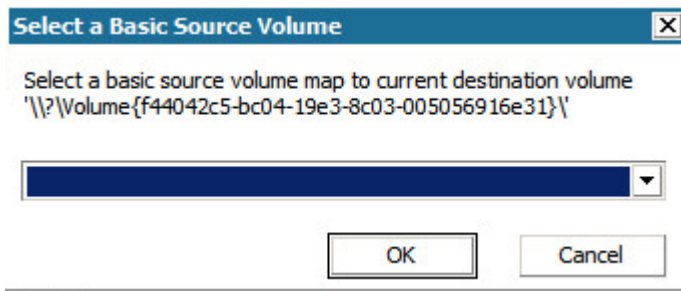 Select a Basic Source Volume
Select a basic source volume map to current destination volume
'\\?\Volume{f44042c5-bc04-19e3-8c03-005056916e31}\'
OK
Cancel